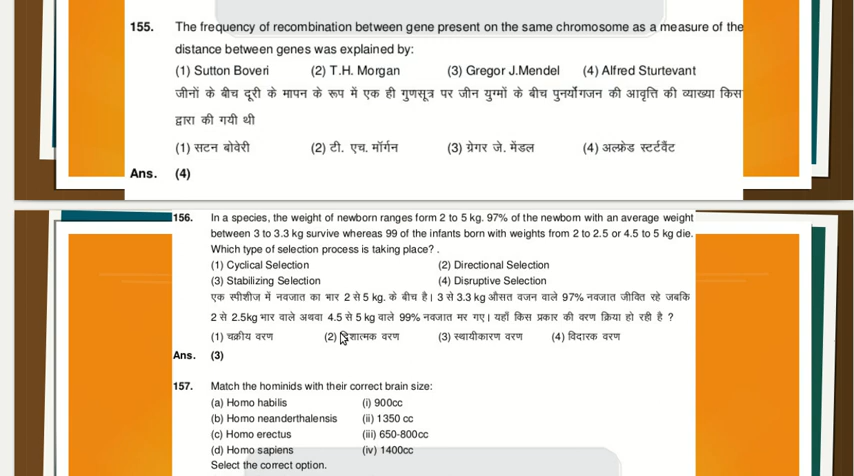 155. The frequency of recombination between gene present on the same chromosome as a measure of the
distance between genes was explained by:
(1) Sutton Boveri (2) T.H. Morgan (3) Gregor J.Mendel (4) Alfred Sturtevant
जीनों के बीच दूरी के मापन के रूप में एक ही गुणसूत्र पर जीन युग्मों के बीच पुनर्योगजन की आवृत्ति की व्याख्या किस
द्वारा की गयी थी
(1) सटन बोवेरी (2) टी. एच. मॉर्गन (3) ग्रेगर जे. मेंडल (4) अल्फ्रेड स्टर्टवैंट
Ans. (4)
156. In a species, the weight of newborn ranges form 2 to 5 kg. 97% of the newborn with an average weight
between 3 to 3.3 kg survive whereas 99 of the infants born with weights from 2 to 2.5 or 4.5 to 5 kg die.
Which type of selection process is taking place? .
(1) Cyclical Selection (2) Directional Selection
(3) Stabilizing Selection (4) Disruptive Selection
एक स्पीशीज में नवजात का भार 2 से 5 kg. के बीच है। 3 से 3.3 kg औसत वजन वाले 97% नवजात जीवित रहे जबकि
2 से 2.5kg भार वाले अथवा 4.5 से 5 kg वाले 99% नवजात मर गए। यहाँ किस प्रकार की वरण क्रिया हो रही है ?
(1) चक्रीय वरण (2) दिशात्मक वरण (3) स्थायीकारण वरण (4) विदारक वरण
Ans. (3)
157. Match the hominids with their correct brain size:
(a) Homo habilis (i) 900cc
(b) Homo neanderthalensis (ii) 1350 cc
(c) Homo erectus (iii) 650-800cc
(d) Homo sapiens (iv) 1400cc
Select the correct option.